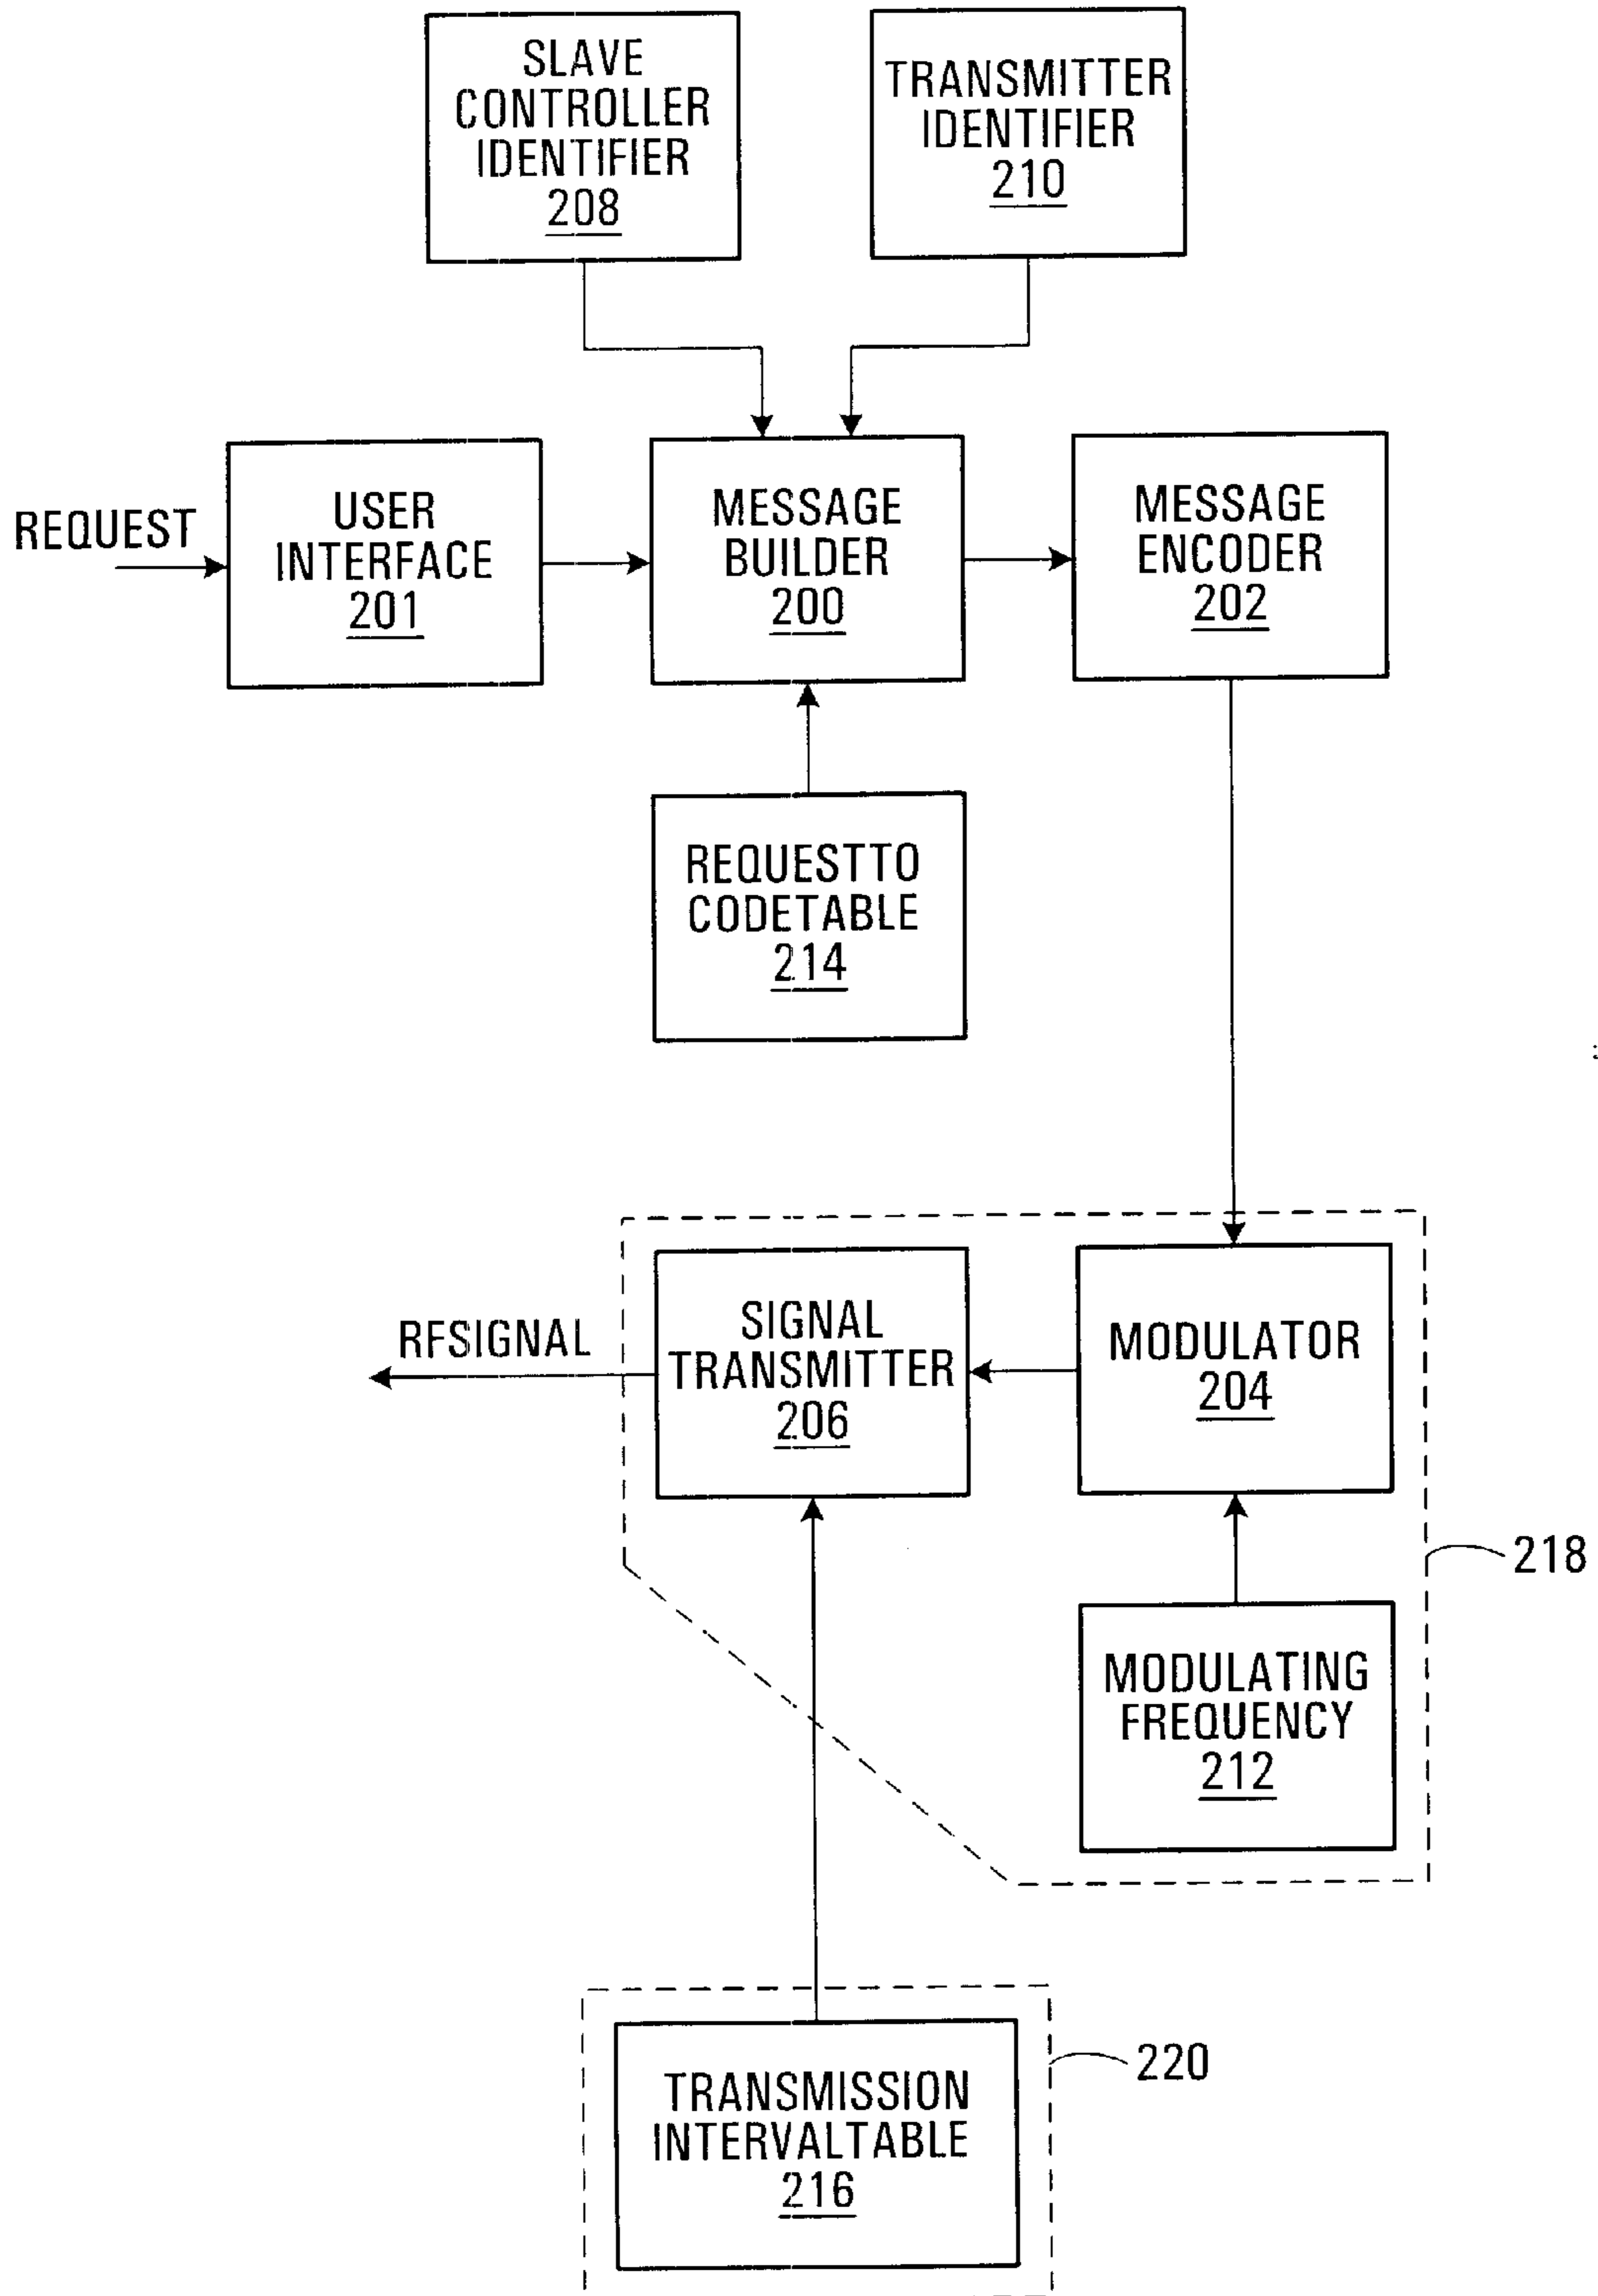 SLAVE
CONTROLLER
IDENTIFIER
208
TRANSMITTER
IDENTIFIER
210
REQUEST
USER
INTERFACE
201
MESSAGE
BUILDER
200
MESSAGE
ENCODER
202
REQUESTTO
CODETABLE
214
RFSIGNAL
SIGNAL
TRANSMITTER
206
MODULATOR
204
218
MODULATING
FREQUENCY
212
220
TRANSMISSION
INTERVALTABLE
216